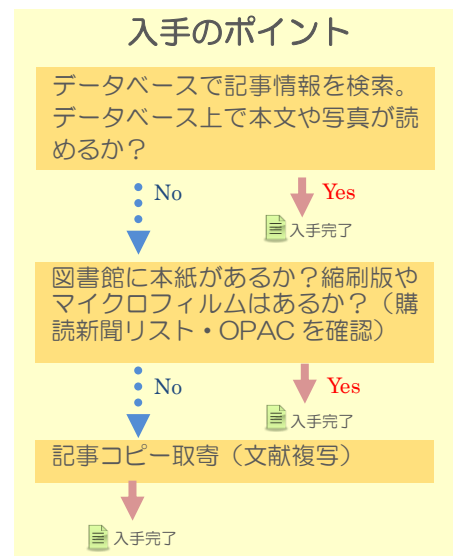 入手のポイント
データベースで記事情報を検索。
データベース上で本文や写真が読
めるか？
No
Yes
入手完了
図書館に本紙があるか？縮刷版や
マイクロフィルムはあるか？（購
読新聞リスト・OPAC を確認）
No
Yes
入手完了
記事コピー取寄（文献複写）
入手完了